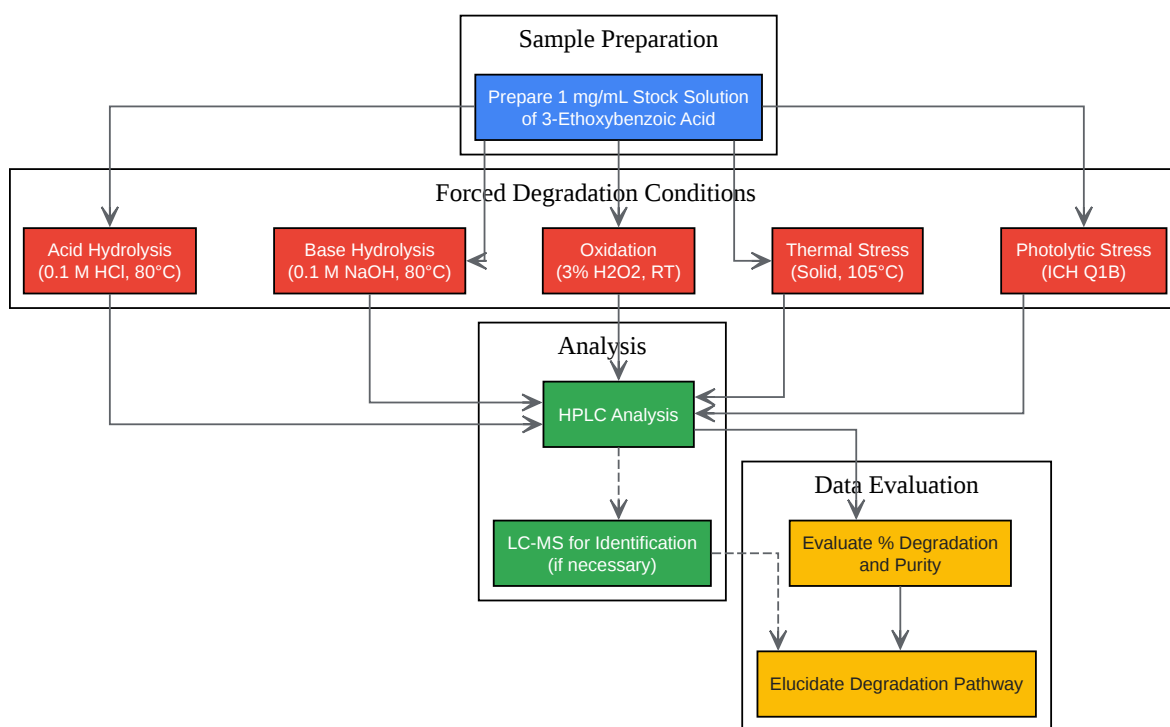 Sample Preparation
Prepare 1 mg/mL Stock Solution
of 3-Ethoxybenzoic Acid
Forced Degradation Conditions
Acid Hydrolysis
(0.1 M HCl, 80°C)
Base Hydrolysis
(0.1 M NaOH, 80°C)
Oxidation
(3% H2O2, RT)
Thermal Stress
(Solid, 105°C)
Photolytic Stress
(ICH Q1B)
Analysis
HPLC Analysis
LC-MS for Identification
(if necessary)
Data Evaluation
Evaluate % Degradation
and Purity
Elucidate Degradation Pathway